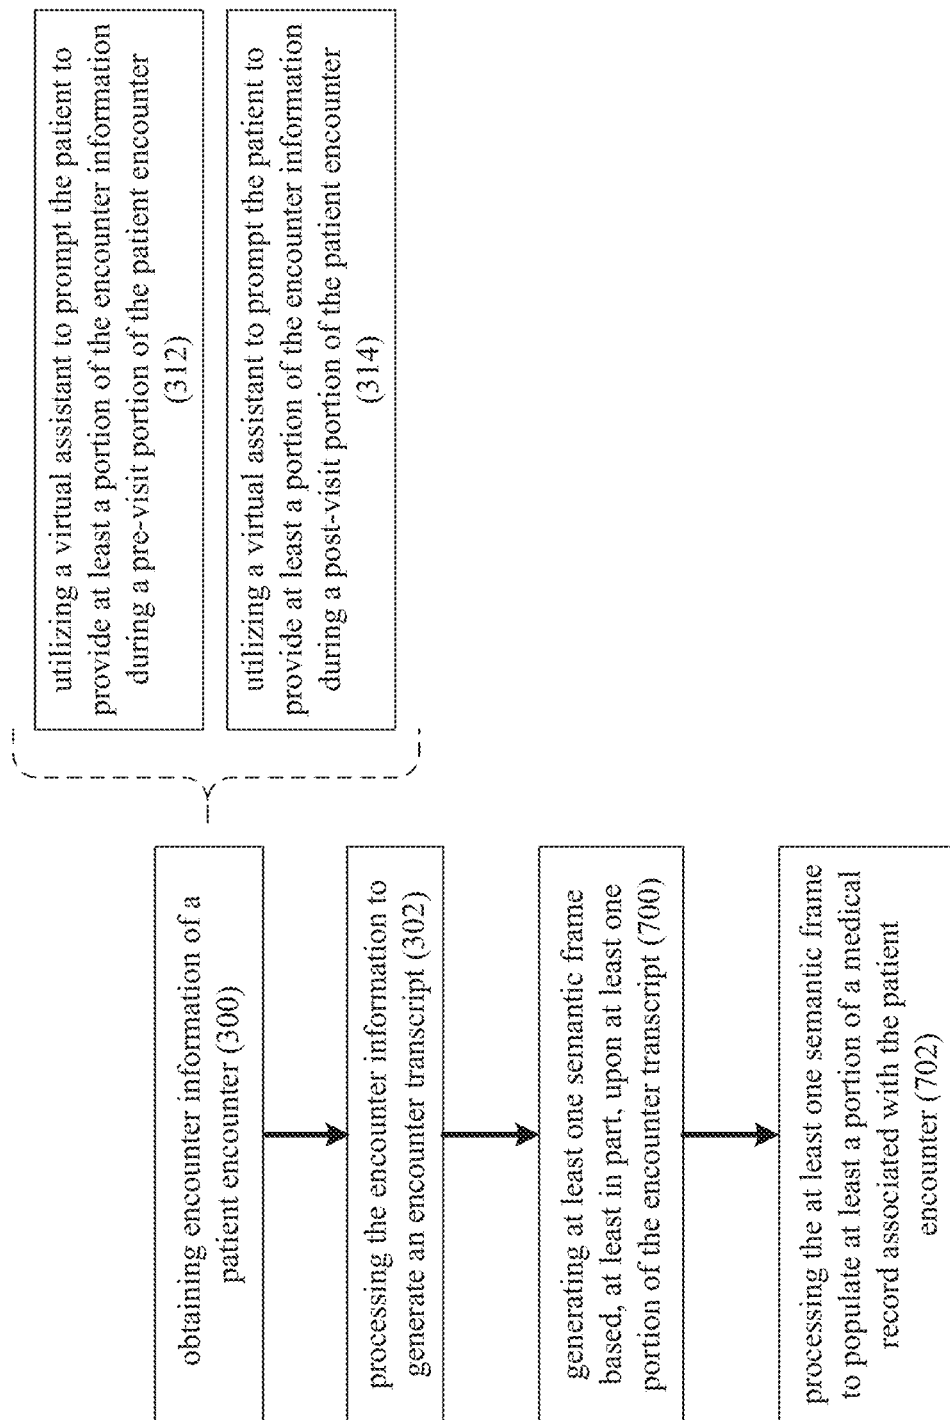 obtaining encounter information of a
patient encounter (300)
utilizing a virtual assistant to prompt the patient to
provide at least a portion of the encounter information
during a pre-visit portion of the patient encounter
(312)
utilizing a virtual assistant to prompt the patient to
provide at least a portion of the encounter information
during a post-visit portion of the patient encounter
(314)
processing the encounter information to
generate an encounter transcript (302)
generating at least one semantic frame
based, at least in part, upon at least one
portion of the encounter transcript (700)
processing the at least one semantic frame
to populate at least a portion of a medical
record associated with the patient
encounter (702)